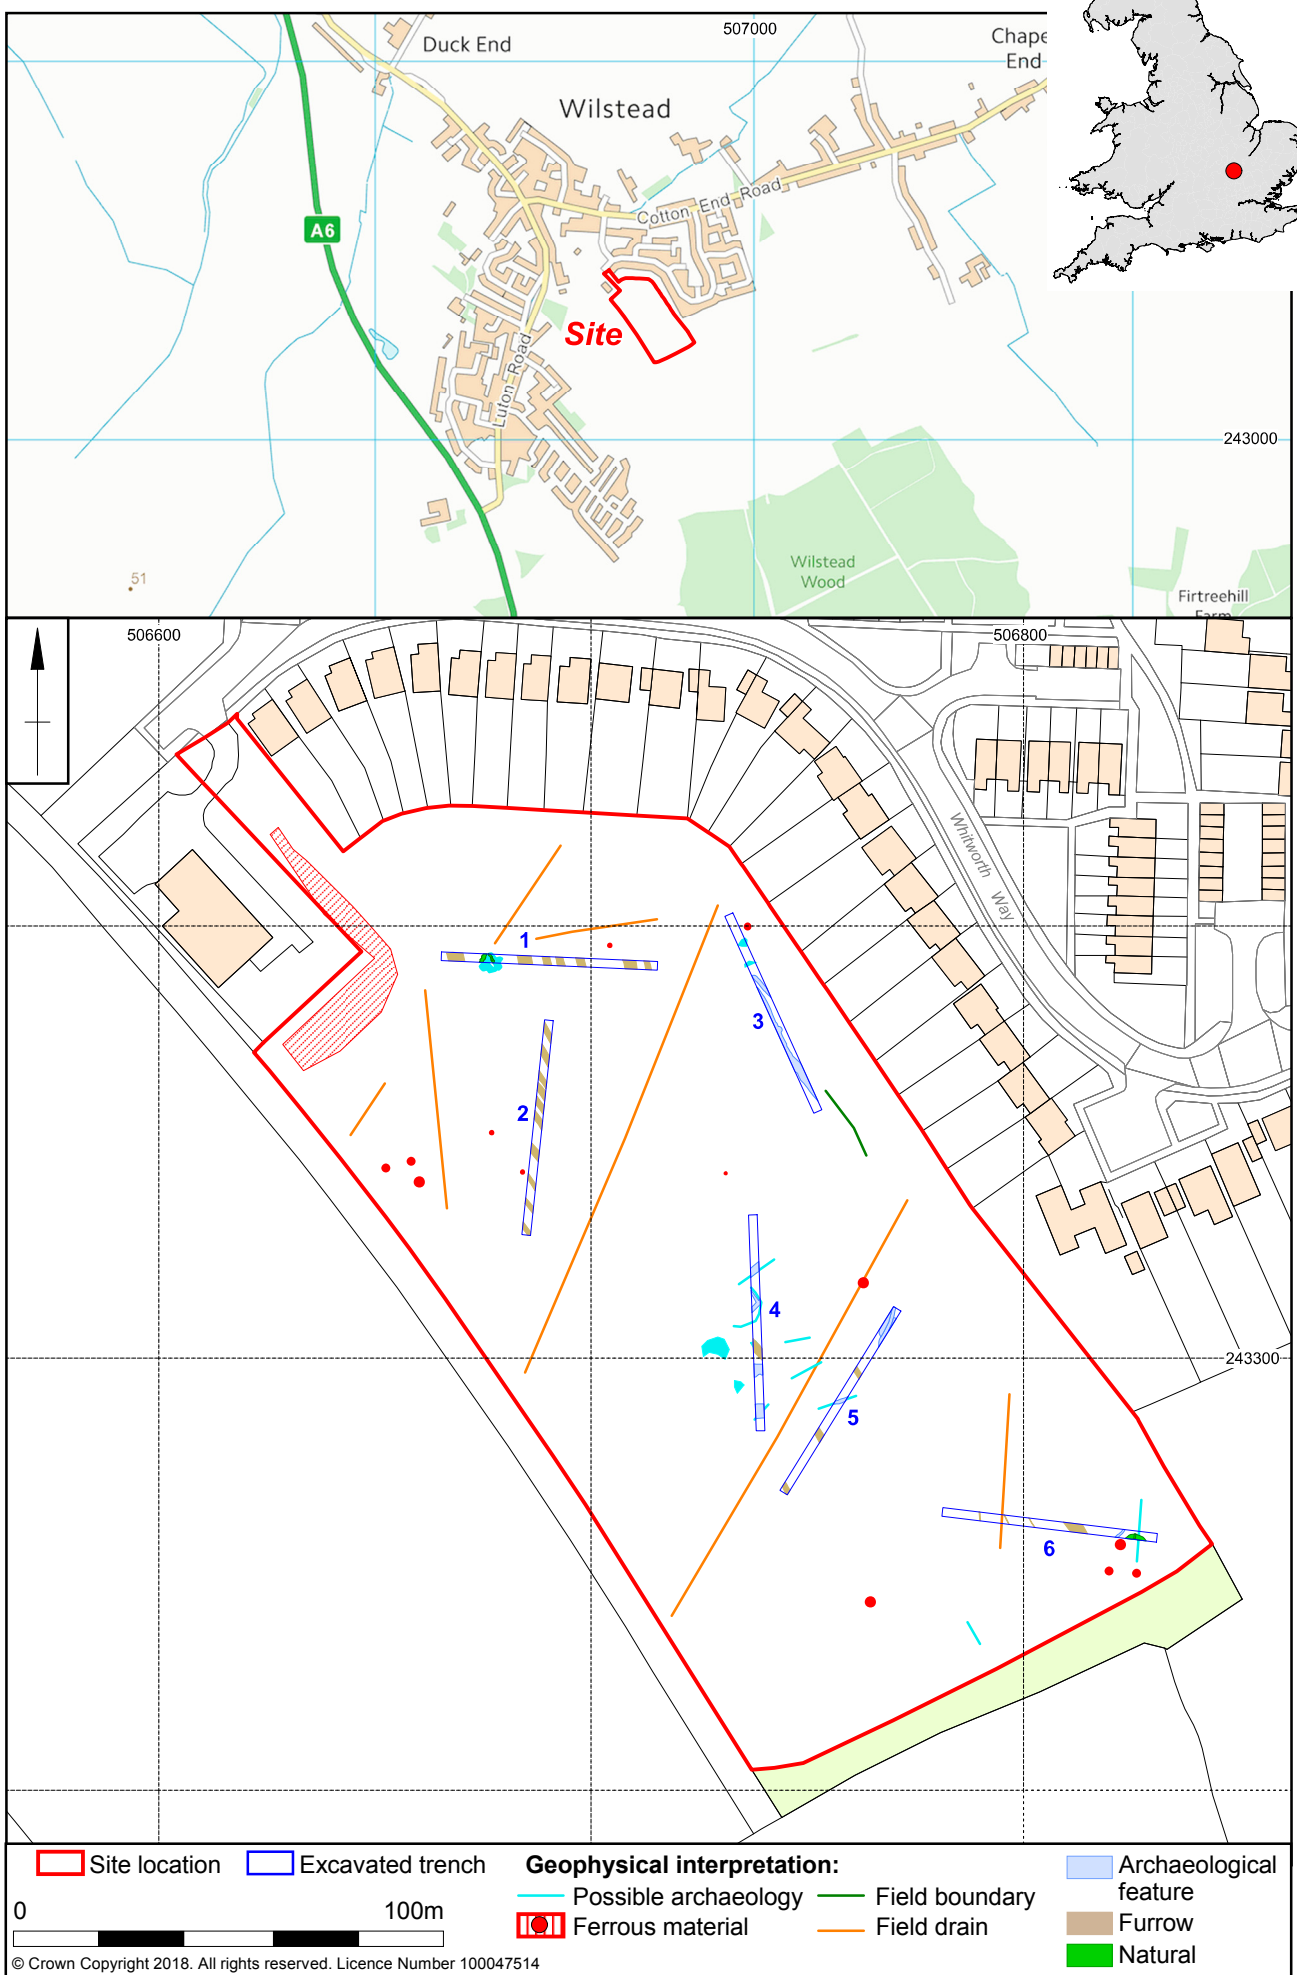 507000
Duck End
Chape
End
Wilstead
Cotton End Road
A6
Site
Luton Road
243000
Wilstead
Wood
51
Firtreehill
Farm
506600
506800
Whitworth Way
1
3
2
4
243300
5
6
Site location
Excavated trench
Geophysical interpretation:
Possible archaeology
Field boundary
Ferrous material
Field drain
Archaeological
feature
Furrow
Natural
0 100m
© Crown Copyright 2018. All rights reserved. Licence Number 100047514